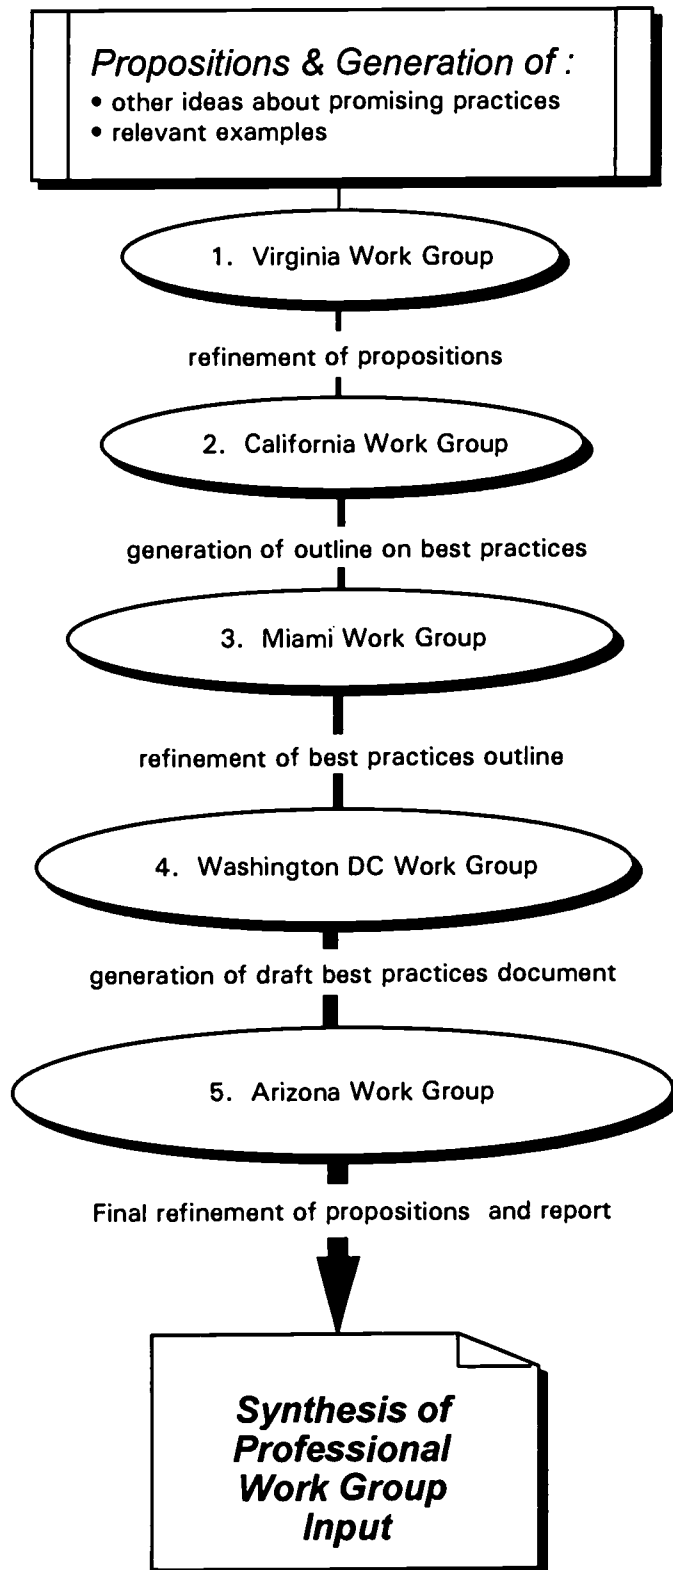 Propositions & Generation of :
• other ideas about promising practices
• relevant examples
1. Virginia Work Group
refinement of propositions
2. California Work Group
generation of outline on best practices
3. Miami Work Group
refinement of best practices outline
4. Washington DC Work Group
generation of draft best practices document
5. Arizona Work Group
Final refinement of propositions and report
Synthesis of
Professional
Work Group
Input